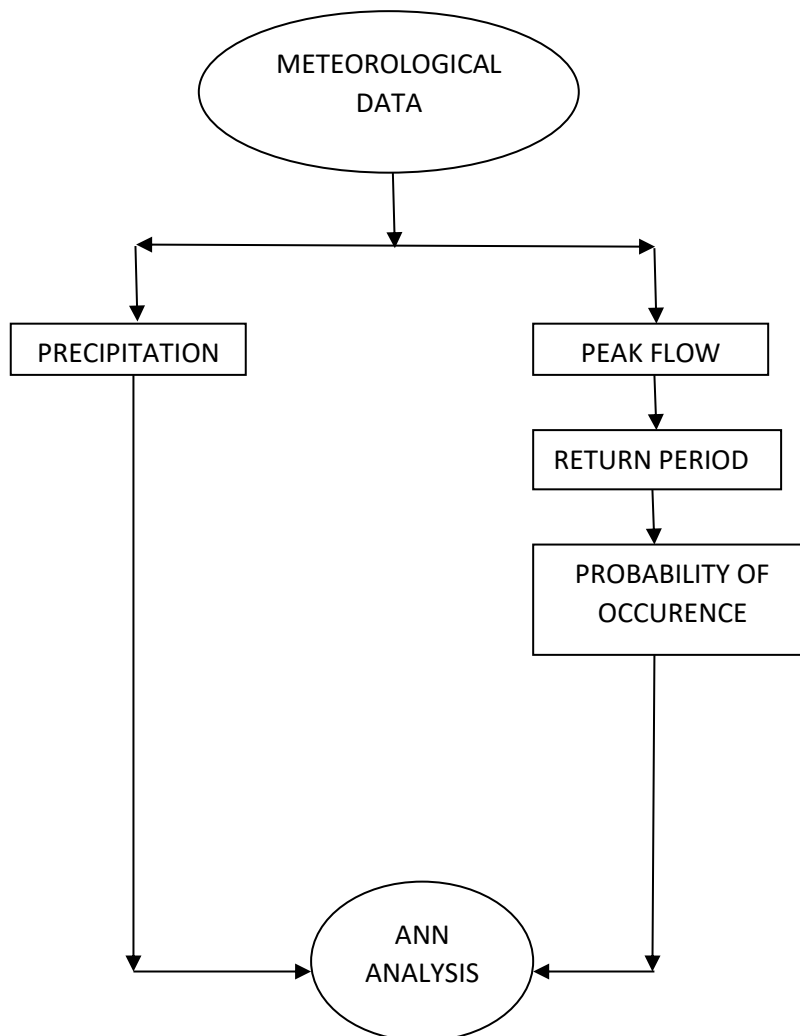 METEOROLOGICAL
DATA
PRECIPITATION
PEAK FLOW
RETURN PERIOD
PROBABILITY OF
OCCURENCE
ANN
ANALYSIS